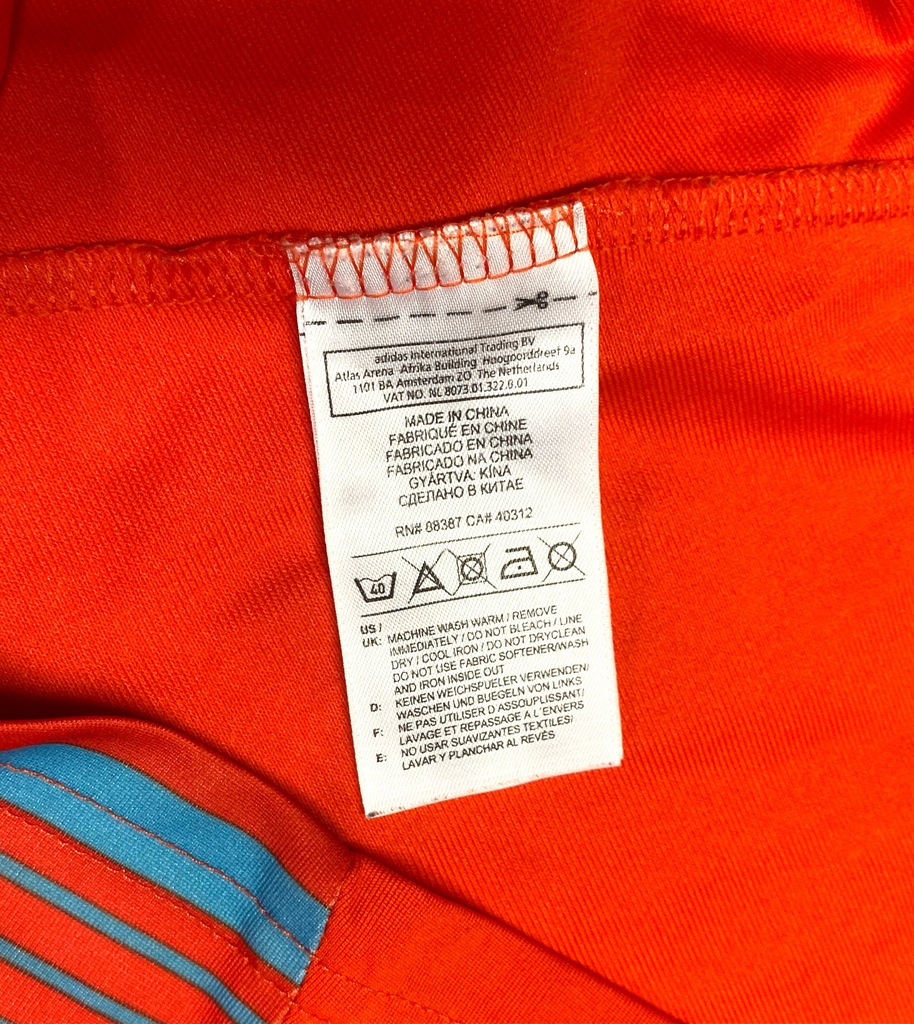 adidas International Trading BV
Atlas Arena Afrika Building Hoogoorddreef 9a
1101 BA Amsterdam ZO The Netherlands
VAT NO. NL 8073.01.322.B.01
MADE IN CHINA
FABRIQUÉ EN CHINE
FABRICADO EN CHINA
FABRICADO NA CHINA
GYÁRTVA: KÍNA
СДЕЛАНО В КИТАЕ
RN# 88387 CA# 40312
40
US /
UK: MACHINE WASH WARM / REMOVE
IMMEDIATELY / DO NOT BLEACH / LINE
DRY / COOL IRON / DO NOT DRYCLEAN
DO NOT USE FABRIC SOFTENER/WASH
AND IRON INSIDE OUT
D: KEINEN WEICHSPUELER VERWENDEN/
WASCHEN UND BUEGELN VON LINKS
F: NE PAS UTILISER D ASSOUPLISSANT/
LAVAGE ET REPASSAGE A L'ENVERS
E: NO USAR SUAVIZANTES TEXTILES/
LAVAR Y PLANCHAR AL REVÉS